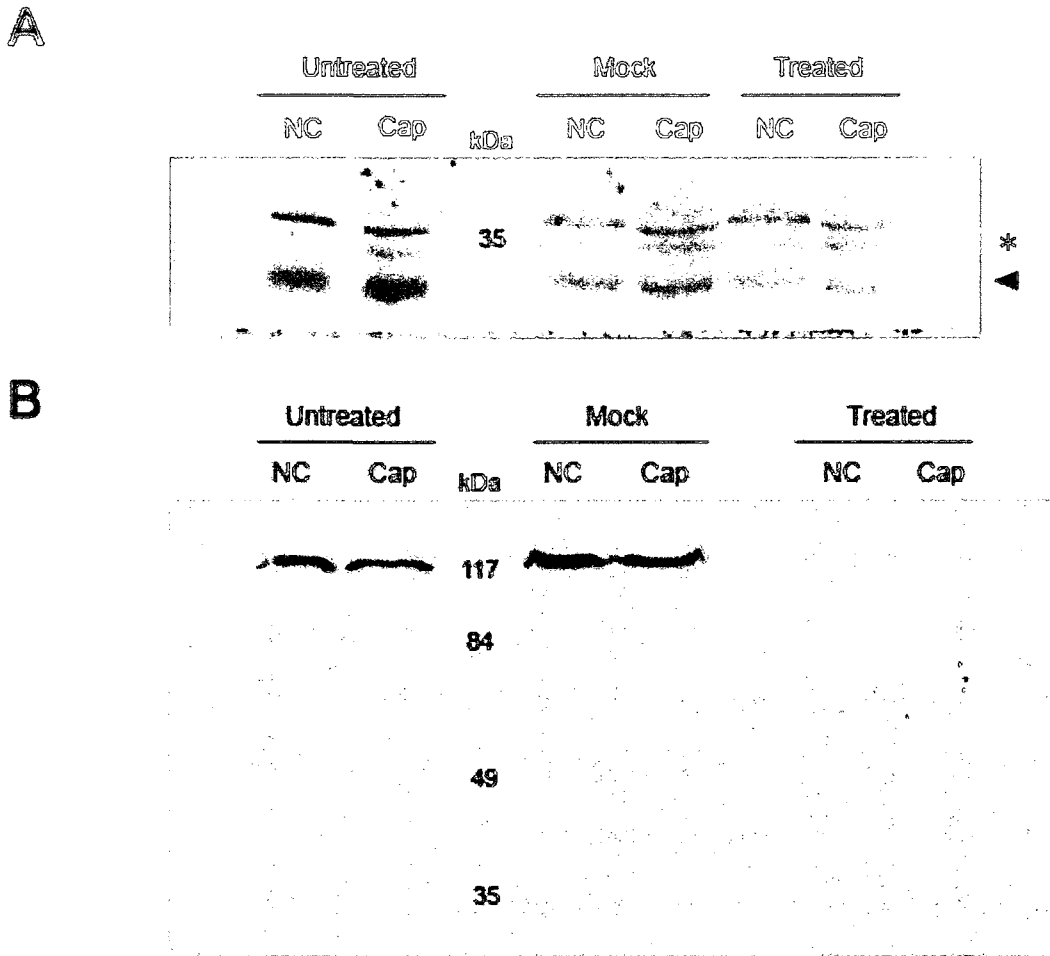 A
Untreated Mock Treated
NC Cap kDa NC Cap NC Cap
35 *
B
Untreated Mock Treated
NC Cap kDa NC Cap NC Cap
117
84
49
35